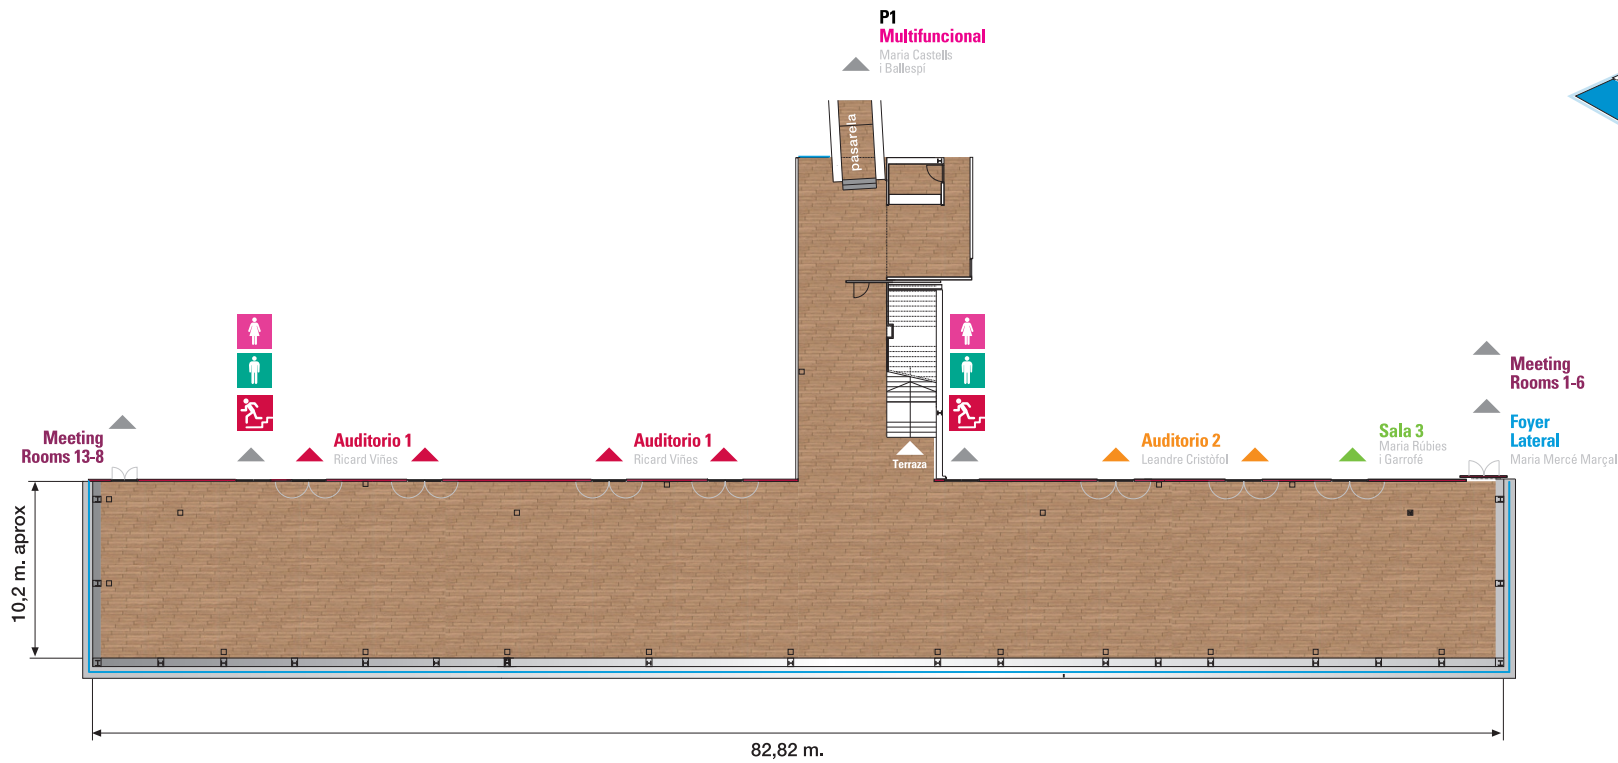 P1
Multifuncional
Maria Castells
i Ballespí
pasarela
Meeting
Rooms 13-8
Auditorio 1
Ricard Viñes
Auditorio 1
Ricard Viñes
Terraza
Auditorio 2
Leandre Cristòfol
Sala 3
Maria Rúbies
i Garrofé
Meeting
Rooms 1-6
Foyer
Lateral
Maria Mercè Marçal
10,2 m. aprox
82,82 m.